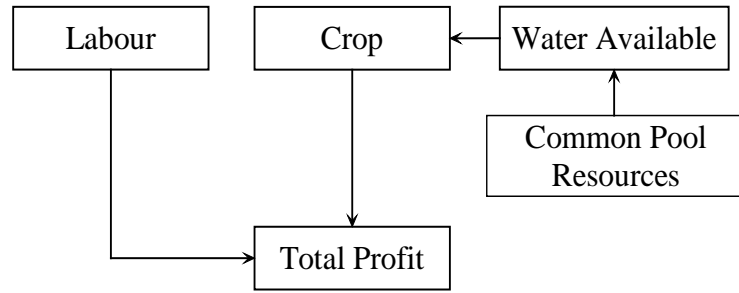 Labour
Crop
Water Available
Common Pool
Resources
Total Profit